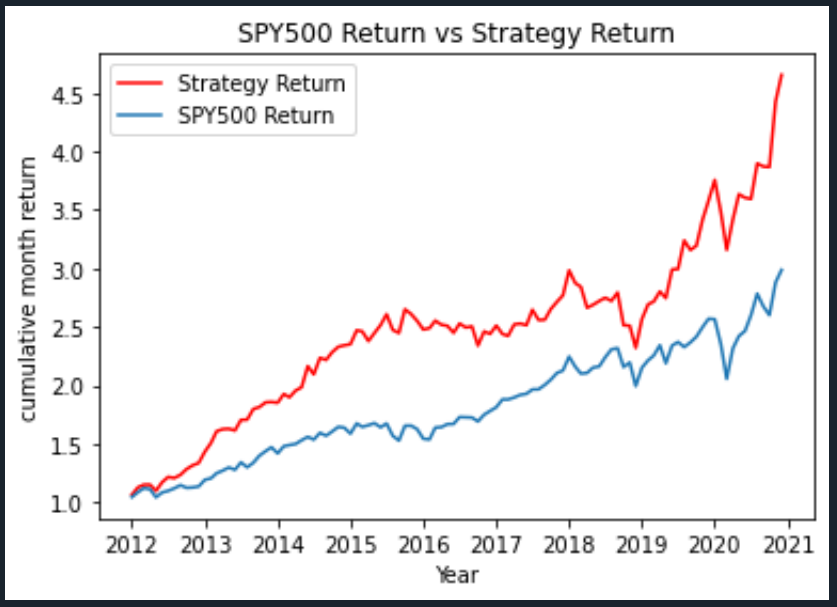 SPY500 Return vs Strategy Return
Strategy Return
SPY500 Return
cumulative month return
4.5
4.0
3.5
3.0
2.5
2.0
1.5
1.0
2012 2013 2014 2015 2016 2017 2018 2019 2020 2021
Year